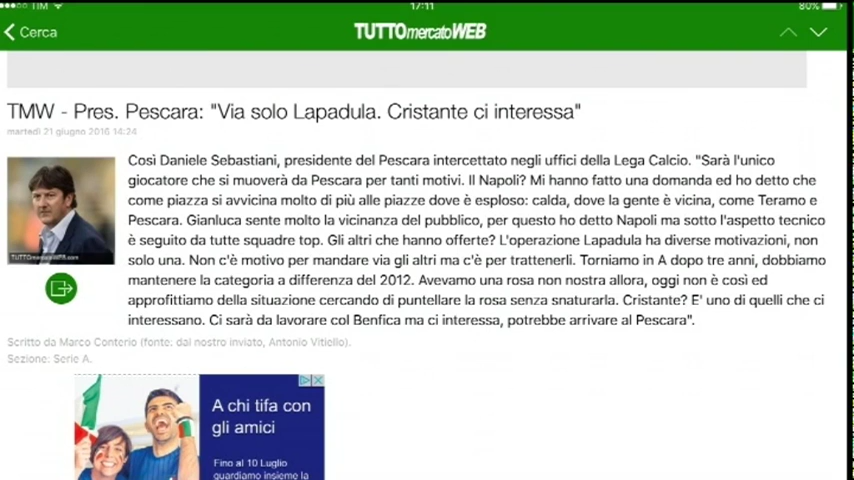 TIM
17:11
80%
Cerca
TUTTOmercatoWEB
TMW - Pres. Pescara: "Via solo Lapadula. Cristante ci interessa"
martedì 21 giugno 2016 14:24
Così Daniele Sebastiani, presidente del Pescara intercettato negli uffici della Lega Calcio. "Sarà l'unico
giocatore che si muoverà da Pescara per tanti motivi. Il Napoli? Mi hanno fatto una domanda ed ho detto che
come piazza si avvicina molto di più alle piazze dove è esploso: calda, dove la gente è vicina, come Teramo e
Pescara. Gianluca sente molto la vicinanza del pubblico, per questo ho detto Napoli ma sotto l'aspetto tecnico
è seguito da tutte squadre top. Gli altri che hanno offerte? L'operazione Lapadula ha diverse motivazioni, non
solo una. Non c'è motivo per mandare via gli altri ma c'è per trattenerli. Torniamo in A dopo tre anni, dobbiamo
mantenere la categoria a differenza del 2012. Avevamo una rosa non nostra allora, oggi non è così ed
approfittiamo della situazione cercando di puntellare la rosa senza snaturarla. Cristante? E' uno di quelli che ci
interessano. Ci sarà da lavorare col Benfica ma ci interessa, potrebbe arrivare al Pescara".
Scritto da Marco Conterio (fonte: dal nostro inviato, Antonio Vitiello).
Sezione: Serie A.
A chi tifa con
gli amici
Fino al 10 Luglio
guardiamo insieme la